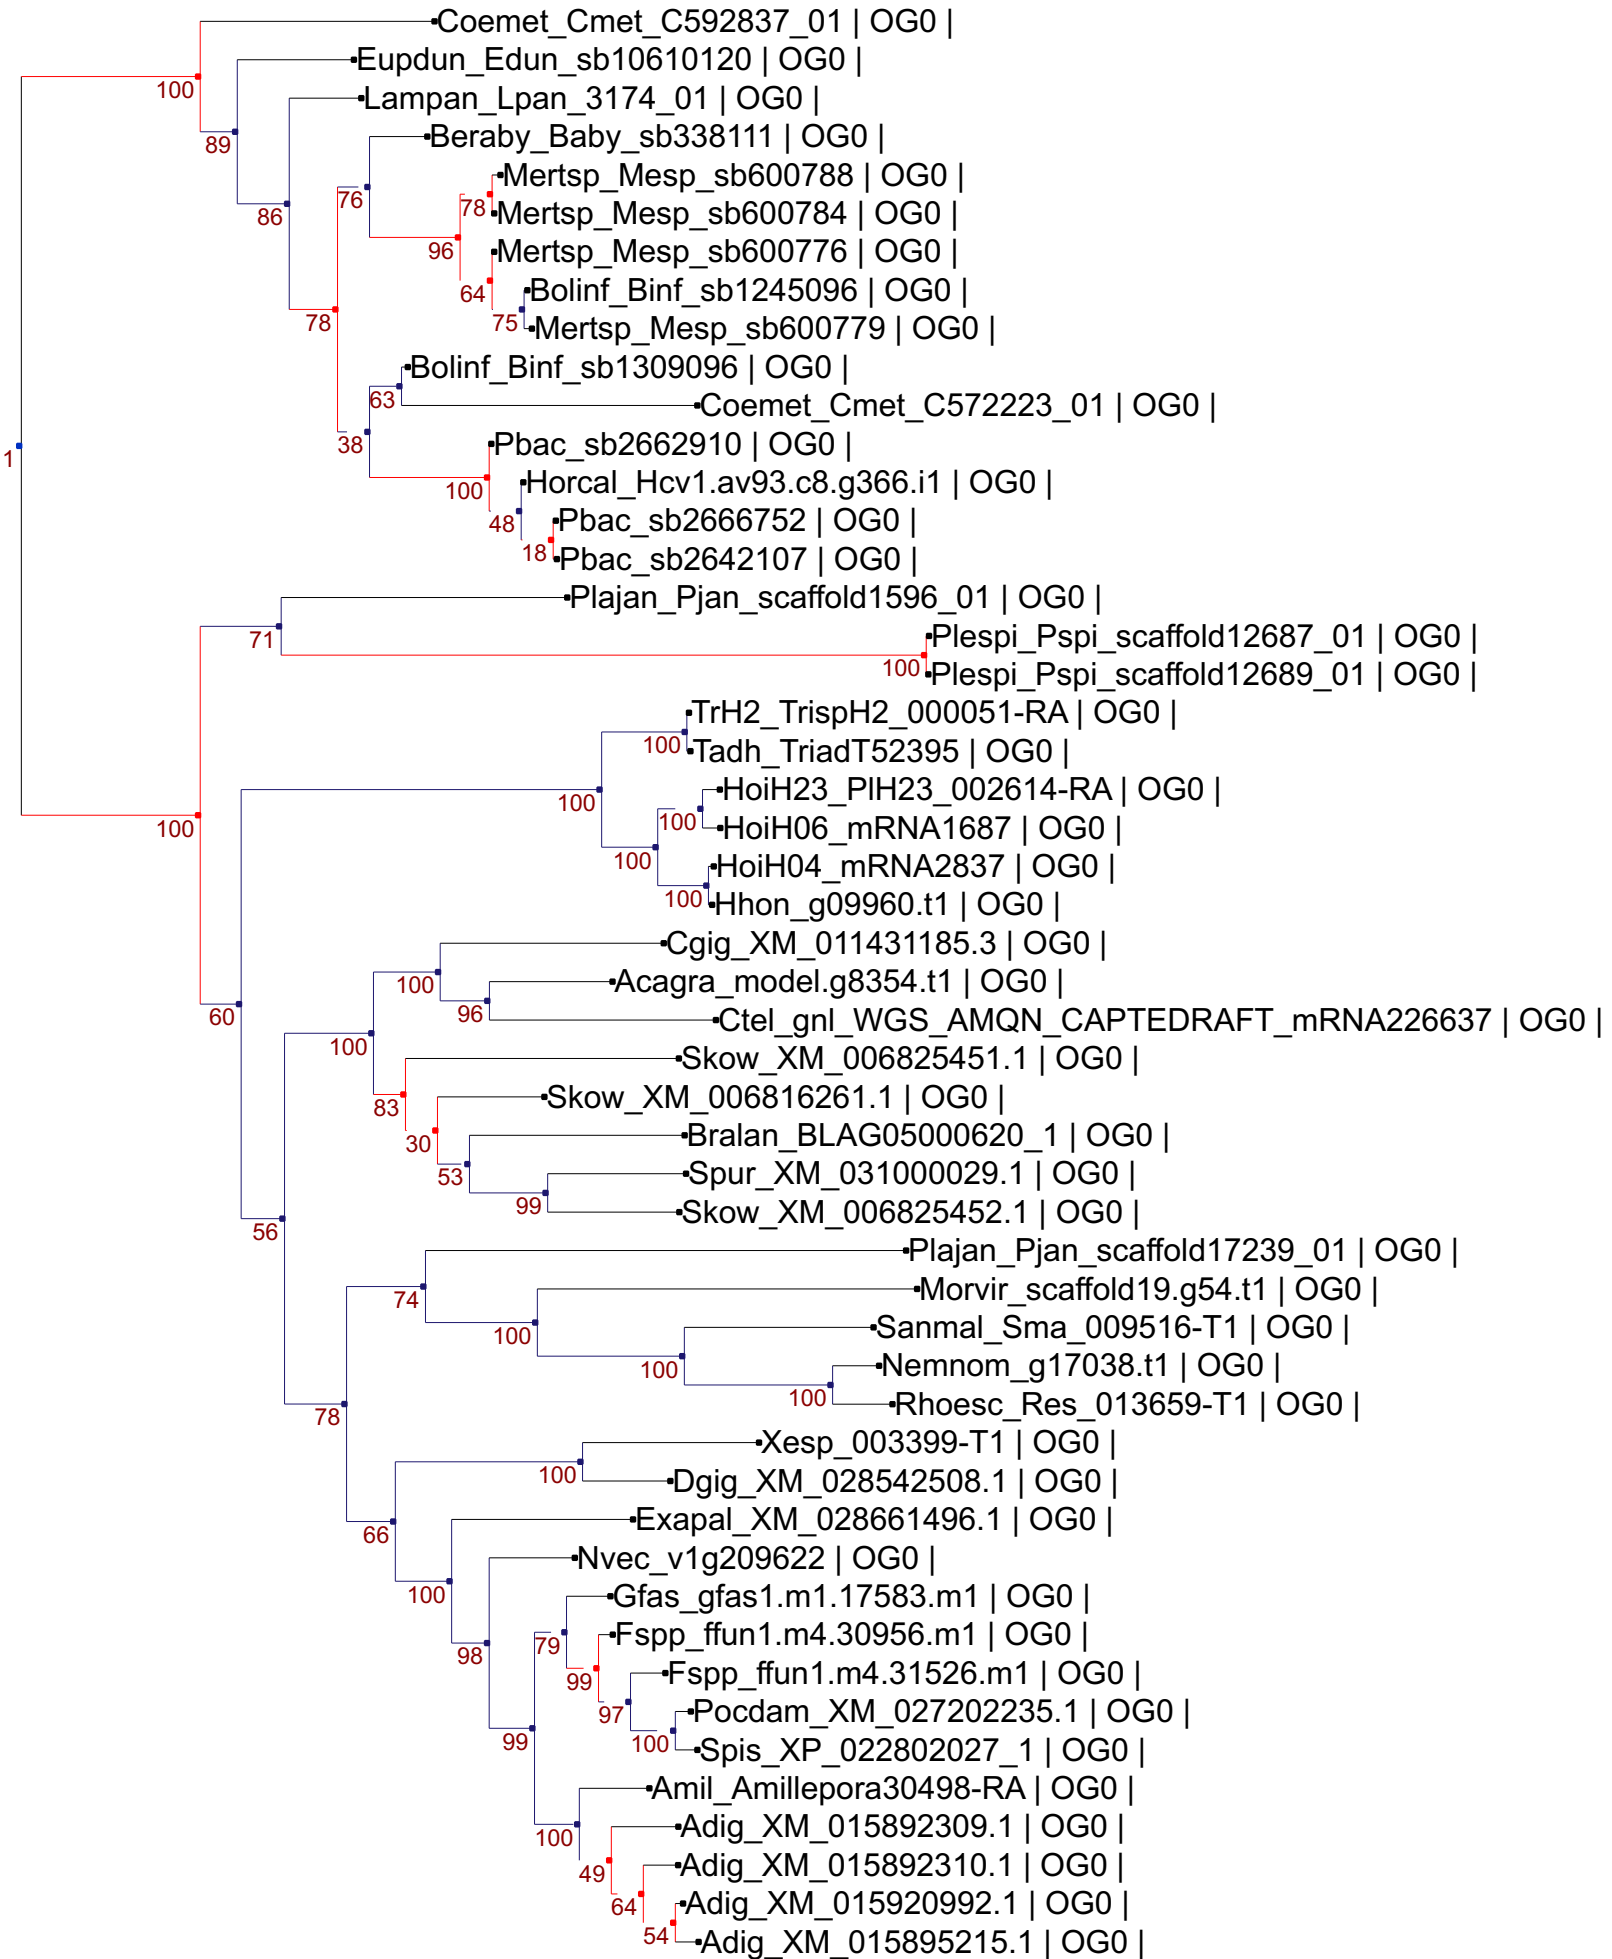 Coemet_Cmet_C592837_01 | OG0 |
Eupdun_Edun_sb10610120 | OG0 |
100
Lampan_Lpan_3174_01 | OG0 |
Beraby_Baby_sb338111 | OG0 |
89
Mertsp_Mesp_sb600788 | OG0 |
76
78
Mertsp_Mesp_sb600784 | OG0 |
86
Mertsp_Mesp_sb600776 | OG0 |
96
Bolinf_Binf_sb1245096 | OG0 |
64
78
75
Mertsp_Mesp_sb600779 | OG0 |
Bolinf_Binf_sb1309096 | OG0 |
63
Coemet_Cmet_C572223_01 | OG0 |
38
Pbac_sb2662910 | OG0 |
1
Horcal_Hcv1.av93.c8.g366.i1 | OG0 |
100
Pbac_sb2666752 | OG0 |
48
18
Pbac_sb2642107 | OG0 |
Plajan_Pjan_scaffold1596_01 | OG0 |
71
Plespi_Pspi_scaffold12687_01 | OG0 |
100
Plespi_Pspi_scaffold12689_01 | OG0 |
TrH2_TrispH2_000051-RA | OG0 |
100
Tadh_TriadT52395 | OG0 |
HoiH23_PlH23_002614-RA | OG0 |
100
100
HoiH06_mRNA1687 | OG0 |
100
100
HoiH04_mRNA2837 | OG0 |
100
Hhon_g09960.t1 | OG0 |
Cgig_XM_011431185.3 | OG0 |
100
Acagra_model.g8354.t1 | OG0 |
96
Ctel_gnl_WGS_AMQN_CAPTEDRAFT_mRNA226637 | OG0 |
60
100
Skow_XM_006825451.1 | OG0 |
83
Skow_XM_006816261.1 | OG0 |
30
Bralan_BLAG05000620_1 | OG0 |
53
Spur_XM_031000029.1 | OG0 |
99
Skow_XM_006825452.1 | OG0 |
56
Plajan_Pjan_scaffold17239_01 | OG0 |
74
Morvir_scaffold19.g54.t1 | OG0 |
100
Sanmal_Sma_009516-T1 | OG0 |
100
Nemnom_g17038.t1 | OG0 |
100
Rhoesc_Res_013659-T1 | OG0 |
78
Xesp_003399-T1 | OG0 |
100
Dgig_XM_028542508.1 | OG0 |
Exapal_XM_028661496.1 | OG0 |
66
Nvec_v1g209622 | OG0 |
100
Gfas_gfas1.m1.17583.m1 | OG0 |
Fspp_ffun1.m4.30956.m1 | OG0 |
79
98
Fspp_ffun1.m4.31526.m1 | OG0 |
99
Pocdam_XM_027202235.1 | OG0 |
97
99
100
Spis_XP_022802027_1 | OG0 |
Amil_Amillepora30498-RA | OG0 |
Adig_XM_015892309.1 | OG0 |
100
Adig_XM_015892310.1 | OG0 |
49
Adig_XM_015920992.1 | OG0 |
64
54
Adig_XM_015895215.1 | OG0 |